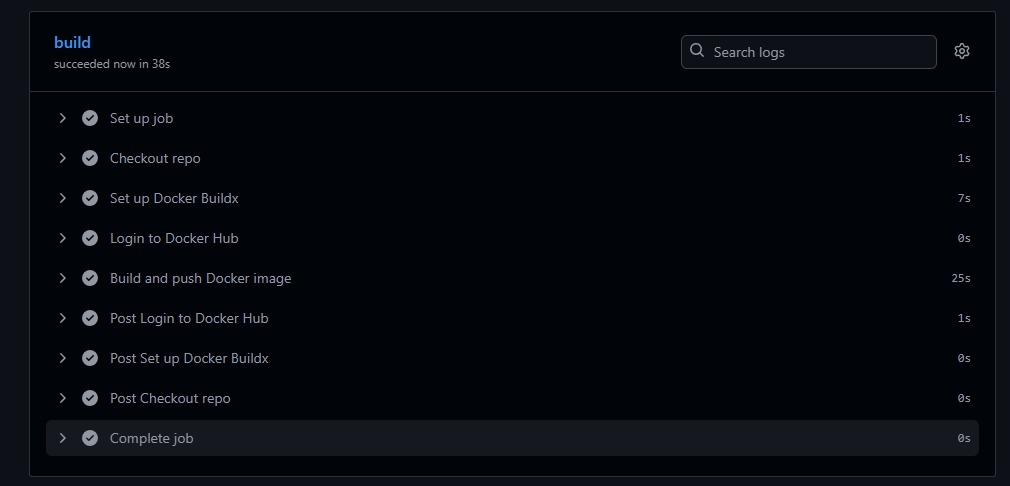 build
succeeded now in 38s
Search logs
Set up job 1s
Checkout repo 1s
Set up Docker Buildx 7s
Login to Docker Hub 0s
Build and push Docker image 25s
Post Login to Docker Hub 1s
Post Set up Docker Buildx 0s
Post Checkout repo 0s
Complete job 0s